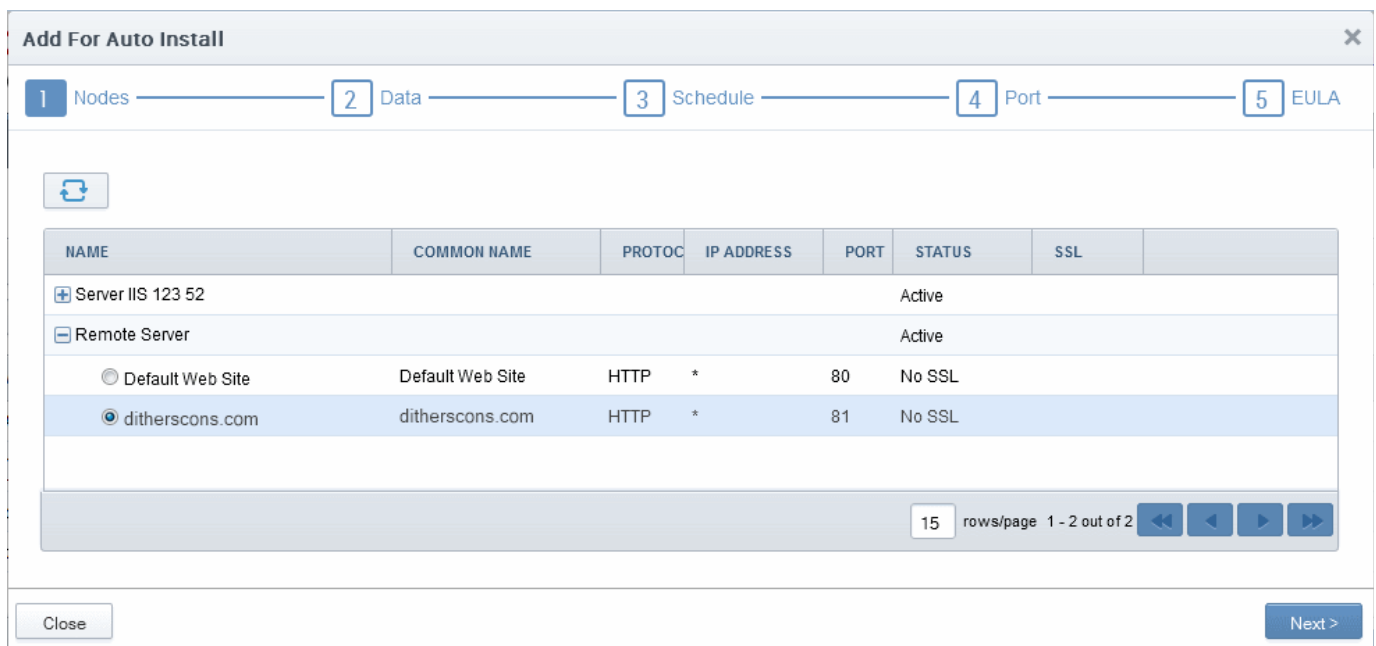 Add For Auto Install
1 Nodes 2 Data 3 Schedule 4 Port 5 EULA
NAME COMMON NAME PROTOC IP ADDRESS PORT STATUS SSL
Server IIS 123 52 Active
Remote Server Active
Default Web Site Default Web Site HTTP * 80 No SSL
ditherscons.com ditherscons.com HTTP * 81 No SSL
15 rows/page 1 - 2 out of 2
Close Next >